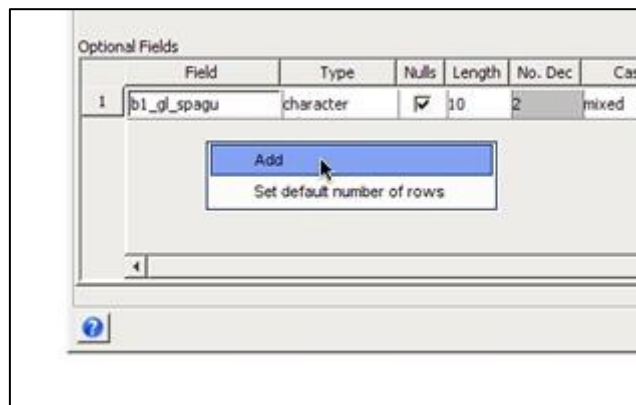 Optional Fields
Field Type Nulls Length No. Dec Cas
1 b1_gl_spagu character 10 2 mixed
Add
Set default number of rows
?